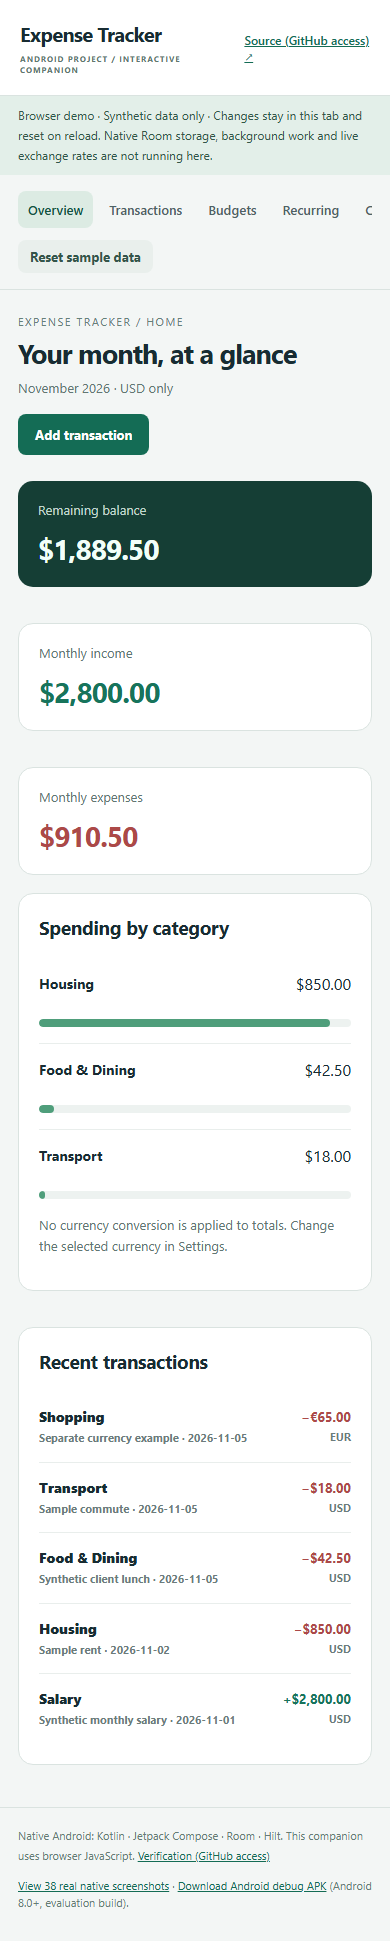 Expense Tracker
ANDROID PROJECT / INTERACTIVE
COMPANION
Source (GitHub access)
↗
Browser demo · Synthetic data only · Changes stay in this tab and
reset on reload. Native Room storage, background work and live
exchange rates are not running here.
Overview Transactions Budgets Recurring
Reset sample data
EXPENSE TRACKER / HOME
Your month, at a glance
November 2026 · USD only
Add transaction
Remaining balance
$1,889.50
Monthly income
$2,800.00
Monthly expenses
$910.50
Spending by category
Housing $850.00
Food & Dining $42.50
Transport $18.00
No currency conversion is applied to totals. Change
the selected currency in Settings.
Recent transactions
Shopping −€65.00
Separate currency example · 2026-11-05 EUR
Transport −$18.00
Sample commute · 2026-11-05 USD
Food & Dining −$42.50
Synthetic client lunch · 2026-11-05 USD
Housing −$850.00
Sample rent · 2026-11-02 USD
Salary +$2,800.00
Synthetic monthly salary · 2026-11-01 USD
Native Android: Kotlin · Jetpack Compose · Room · Hilt. This companion
uses browser JavaScript. Verification (GitHub access)
View 38 real native screenshots · Download Android debug APK (Android
8.0+, evaluation build).